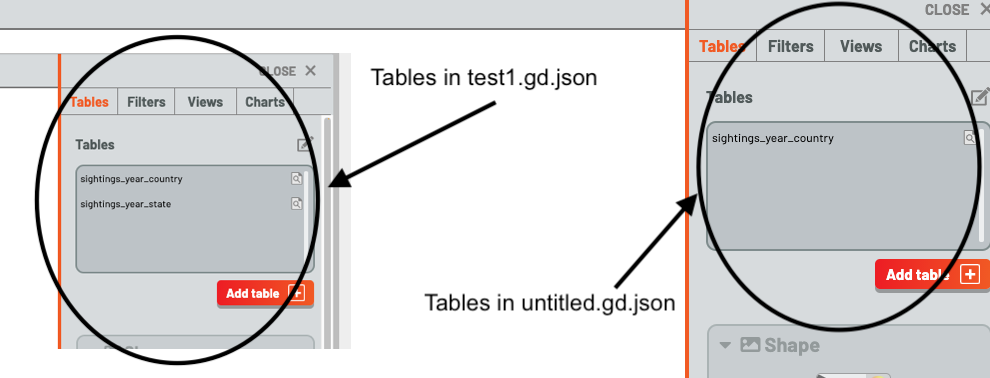 CLOSE ×
Tables Filters Views Charts
Tables
sightings_year_country
sightings_year_state
Add table
Tables in test1.gd.json
Tables in untitled.gd.json
CLOSE ×
Tables Filters Views Charts
Tables
sightings_year_country
Add table
Shape